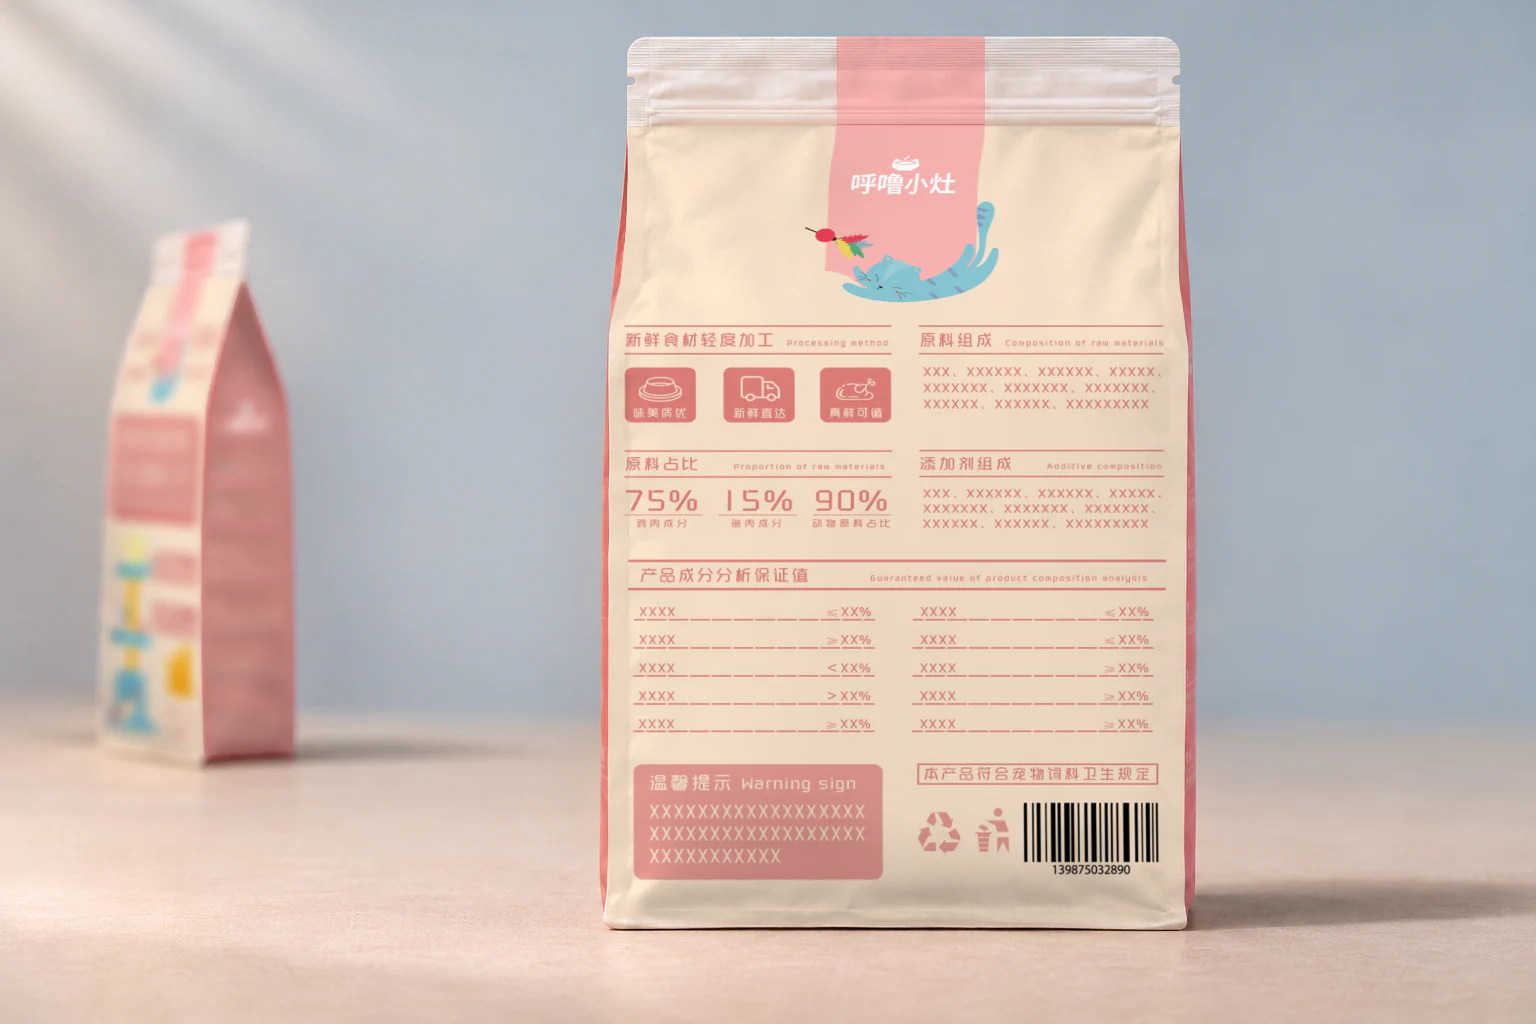 呼噜小灶
新鲜食材轻度加工 Processing method
味美质优
新鲜直达
真鲜可循
原料组成 Composition of raw materials
XXX、XXXXXX、XXXXXX、XXXXX、
XXXXXXX、XXXXXXX、XXXXXXX、
XXXXXX、XXXXXX、XXXXXXXXX
原料占比 Proportion of raw materials
75% 15% 90%
鸡肉成分 鱼肉成分 动物原料占比
添加剂组成 Additive composition
XXX、XXXXXX、XXXXXX、XXXXX、
XXXXXXX、XXXXXXX、XXXXXXX、
XXXXXX、XXXXXX、XXXXXXXXX
产品成分分析保证值 Guaranteed value of product composition analysis
XXXX ≤XX%
XXXX ≥XX%
XXXX <XX%
XXXX >XX%
XXXX ≥XX%
XXXX ≤XX%
XXXX ≤XX%
XXXX ≥XX%
XXXX ≥XX%
XXXX ≥XX%
温馨提示 Warning sign
XXXXXXXXXXXXXXXXXX
XXXXXXXXXXXXXXXXXX
XXXXXXXXXXX
本产品符合宠物饲料卫生规定
139875032890